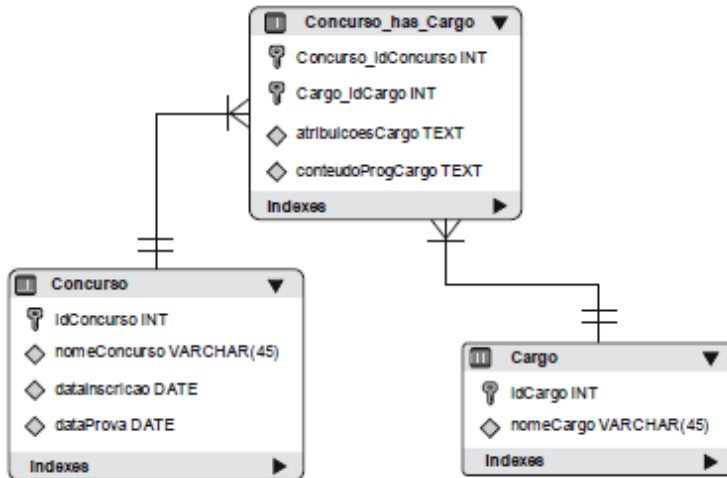 Concurso_has_Cargo
Concurso_idConcurso INT
Cargo_idCargo INT
atribuicoesCargo TEXT
conteudoProgCargo TEXT
Indexes
Concurso
idConcurso INT
nomeConcurso VARCHAR(45)
dataInscricao DATE
dataProva DATE
Indexes
Cargo
idCargo INT
nomeCargo VARCHAR(45)
Indexes